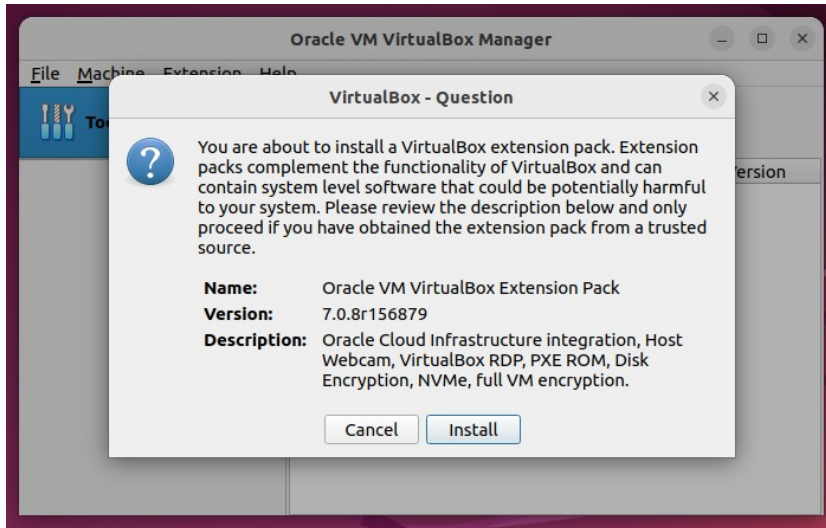 Oracle VM VirtualBox Manager
File Machine Extension Help
VirtualBox - Question
You are about to install a VirtualBox extension pack. Extension
packs complement the functionality of VirtualBox and can
contain system level software that could be potentially harmful
to your system. Please review the description below and only
proceed if you have obtained the extension pack from a trusted
source.
Name: Oracle VM VirtualBox Extension Pack
Version: 7.0.8r156879
Description: Oracle Cloud Infrastructure integration, Host
Webcam, VirtualBox RDP, PXE ROM, Disk
Encryption, NVMe, full VM encryption.
Cancel Install